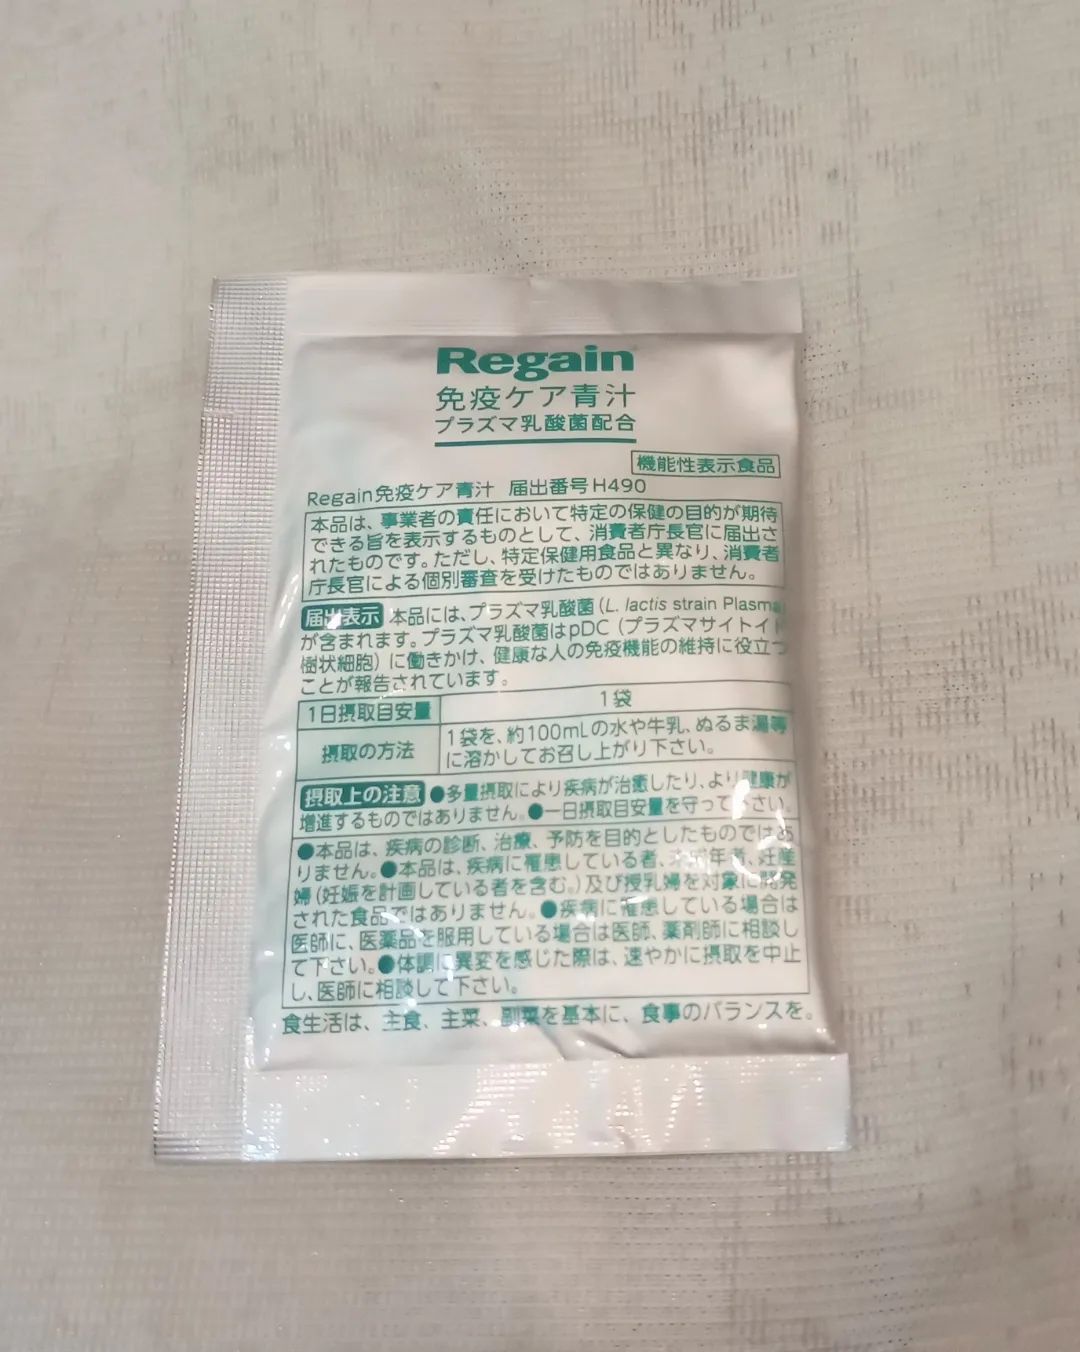 Regain
免疫ケア青汁
プラズマ乳酸菌配合
機能性表示食品
Regain免疫ケア青汁 届出番号H490
本品は、事業者の責任において特定の保健の目的が期待
できる旨を表示するものとして、消費者庁長官に届出さ
れたものです。ただし、特定保健用食品と異なり、消費者
庁長官による個別審査を受けたものではありません。
届出表示 本品には、プラズマ乳酸菌(L. lactis strain Plasma)
が含まれます。プラズマ乳酸菌はpDC(プラズマサイトイド
樹状細胞)に働きかけ、健康な人の免疫機能の維持に役立つ
ことが報告されています。
1日摂取目安量 1袋
摂取の方法 1袋を、約100mLの水や牛乳、ぬるま湯等
に溶かしてお召し上がり下さい。
摂取上の注意 ●多量摂取により疾病が治癒したり、より健康が
増進するものではありません。●一日摂取目安量を守って下さい。
●本品は、疾病の診断、治療、予防を目的としたものではあ
りません。●本品は、疾病に罹患している者、未成年者、妊産
婦(妊娠を計画している者を含む。)及び授乳婦を対象に開発
された食品ではありません。●疾病に罹患している場合は
医師に、医薬品を服用している場合は医師、薬剤師に相談し
て下さい。●体調に異変を感じた際は、速やかに摂取を中止
し、医師に相談して下さい。
食生活は、主食、主菜、副菜を基本に、食事のバランスを。